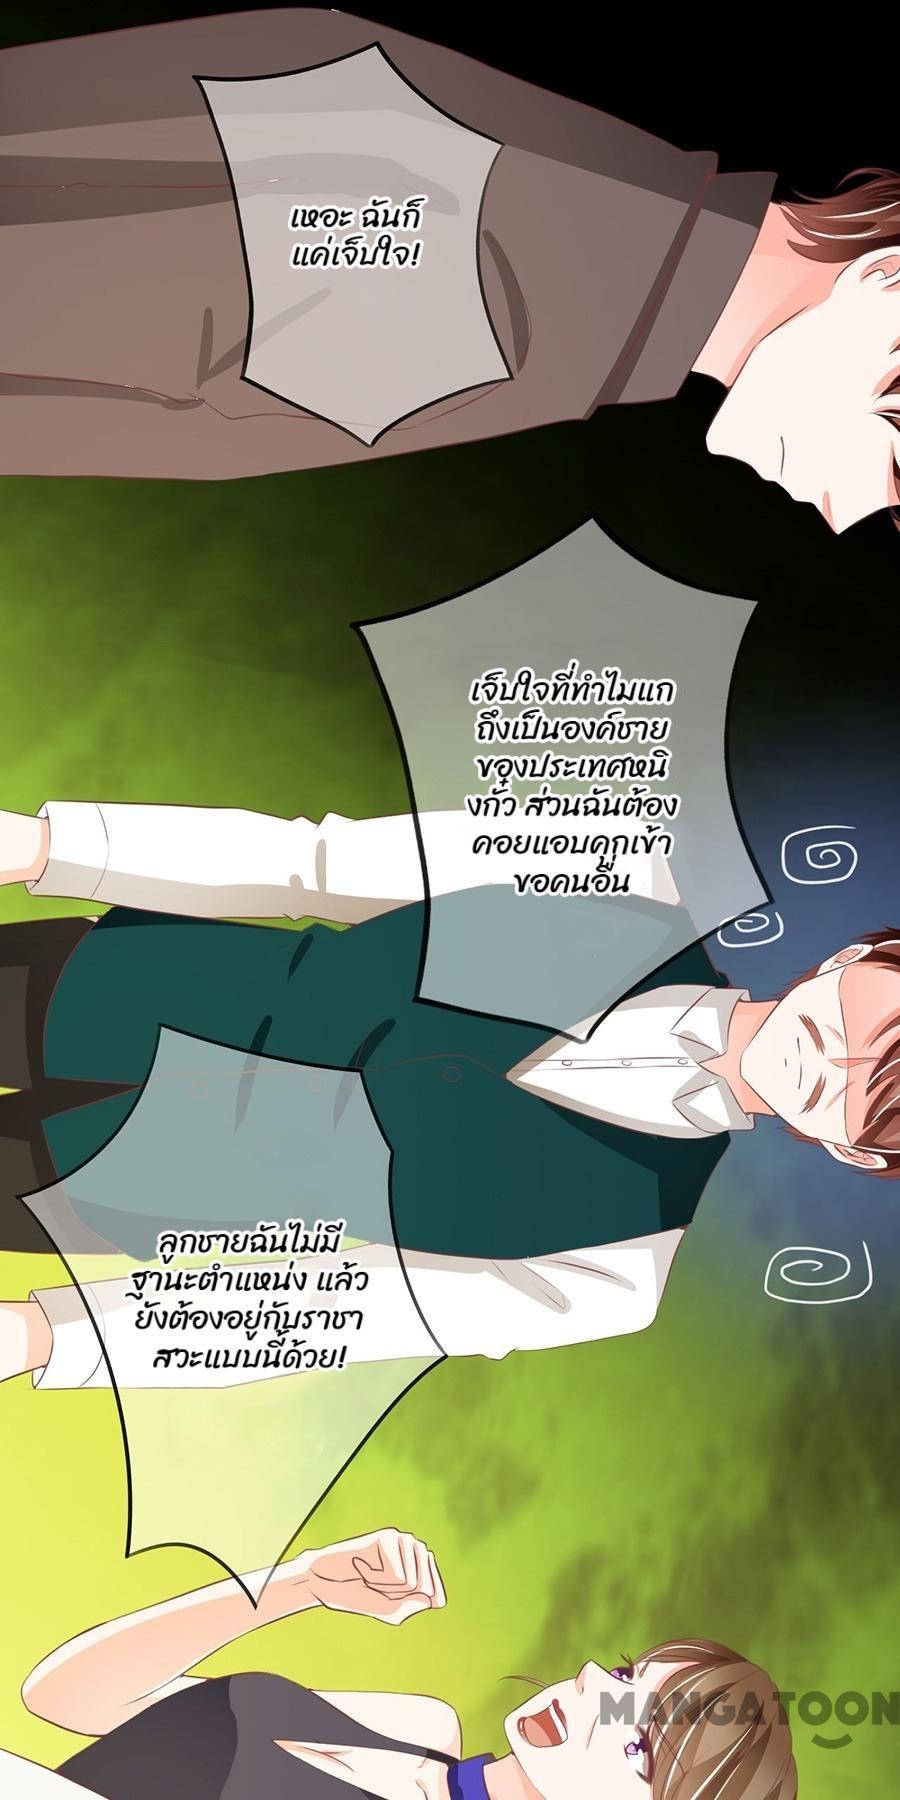 เหอะ ฉันก็
แค่เจ็บใจ!
เจ็บใจที่ทำไมแก
ถึงเป็นองค์ชาย
ของประเทศหนิ
งกั๋ว ส่วนฉันต้อง
คอยแอบคุกเข้า
ขอคนอื่น
ลูกชายฉันไม่มี
ฐานะตำแหน่ง แล้ว
ยังต้องอยู่กับราชา
สวะแบบนี้ด้วย!
MANGATOON